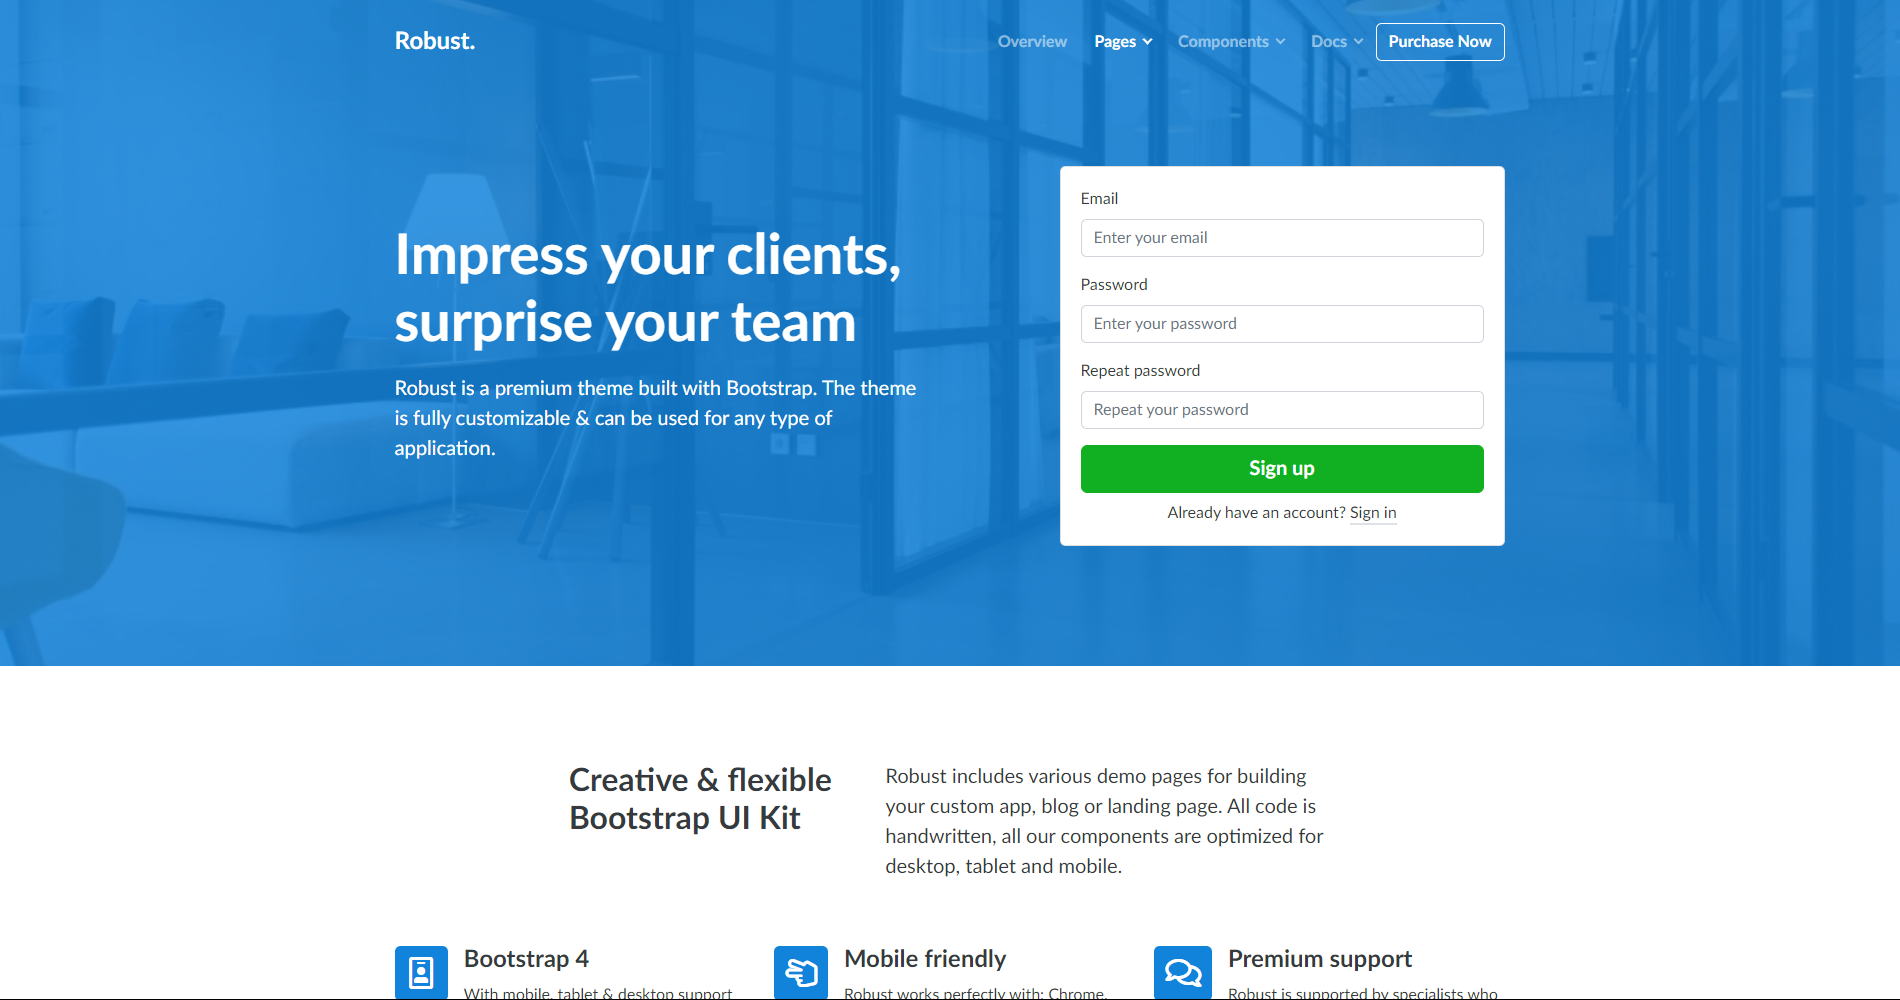 Robust.
Overview Pages Components Docs Purchase Now
Impress your clients,
surprise your team
Robust is a premium theme built with Bootstrap. The theme
is fully customizable & can be used for any type of
application.
Email
Enter your email
Password
Enter your password
Repeat password
Repeat your password
Sign up
Already have an account? Sign in
Creative & flexible
Bootstrap UI Kit
Robust includes various demo pages for building
your custom app, blog or landing page. All code is
handwritten, all our components are optimized for
desktop, tablet and mobile.
Bootstrap 4
With mobile, tablet & desktop support
Mobile friendly
Robust works perfectly with: Chrome,
Premium support
Robust is supported by specialists who